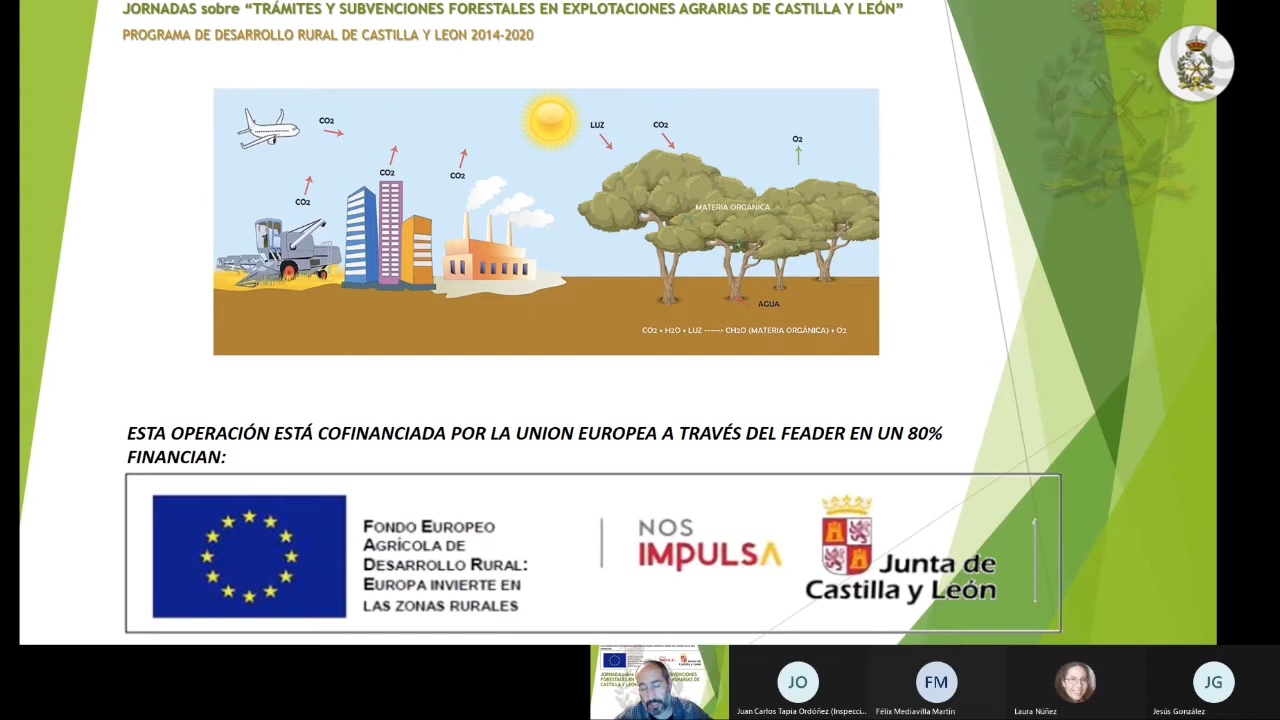 JORNADAS sobre “TRÁMITES Y SUBVENCIONES FORESTALES EN EXPLOTACIONES AGRARIAS DE CASTILLA Y LEÓN”
PROGRAMA DE DESARROLLO RURAL DE CASTILLA Y LEON 2014-2020
CO2
LUZ
CO2
O2
CO2
CO2
CO2
MATERIA ORGÁNICA
AGUA
CO2 + H2O + LUZ -----> CH2O (MATERIA ORGÁNICA) + O2
ESTA OPERACIÓN ESTÁ COFINANCIADA POR LA UNION EUROPEA A TRAVÉS DEL FEADER EN UN 80%
FINANCIAN:
FONDO EUROPEO
AGRÍCOLA DE
DESARROLLO RURAL:
EUROPA INVIERTE EN
LAS ZONAS RURALES
NOS
IMPULSA
Junta de
Castilla y León
JO
FM
JG
Juan Carlos Tapia Ordóñez (Inspecci...
Félix Mediavilla Martín
Laura Núñez
Jesús González